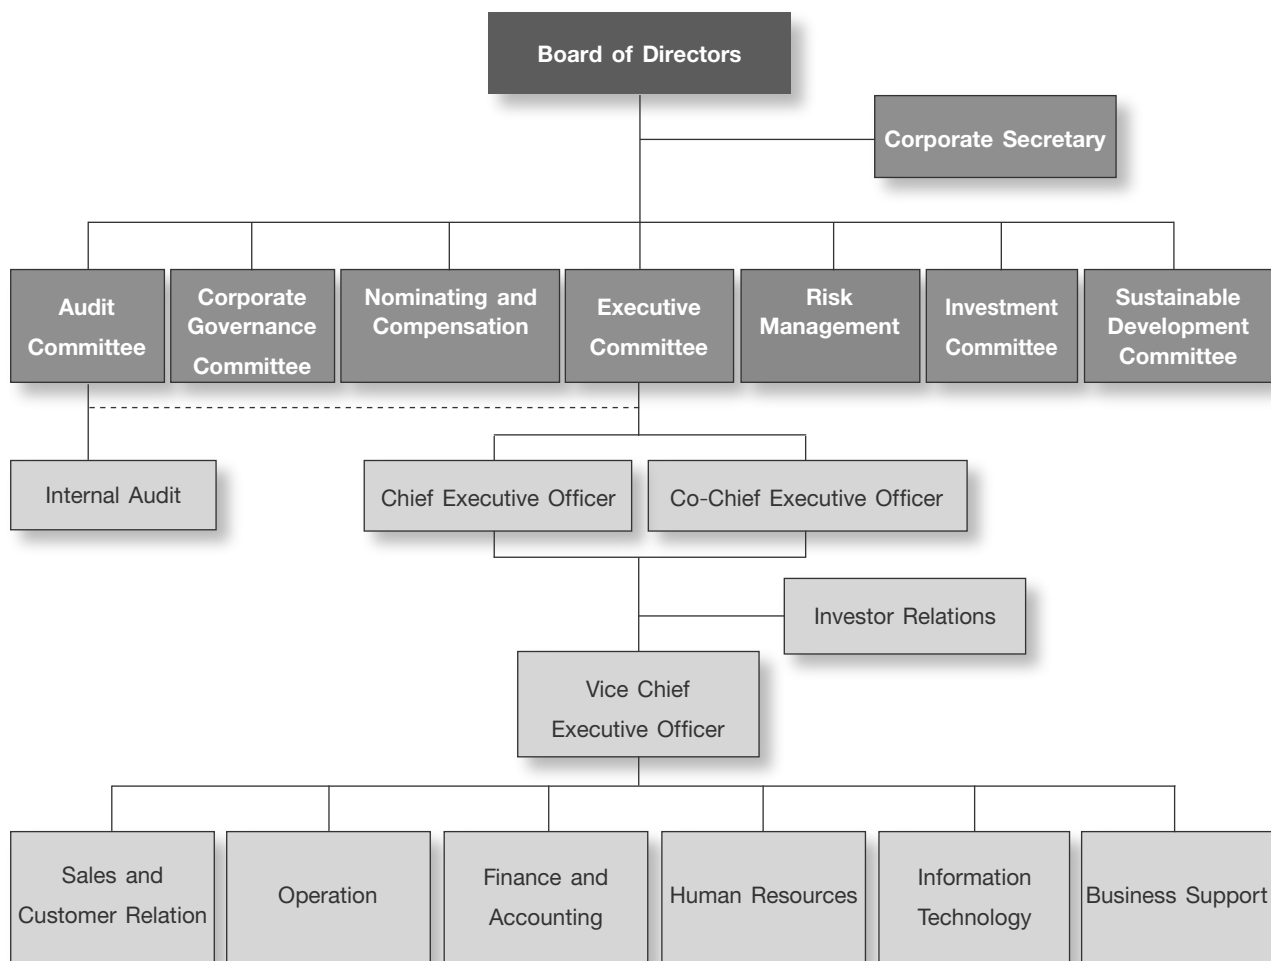 Board of Directors
Corporate Secretary
Audit
Committee
Corporate
Governance
Committee
Nominating and
Compensation
Executive
Committee
Risk
Management
Investment
Committee
Sustainable
Development
Committee
Internal Audit
Chief Executive Officer
Co-Chief Executive Officer
Investor Relations
Vice Chief
Executive Officer
Sales and
Customer Relation
Operation
Finance and
Accounting
Human Resources
Information
Technology
Business Support